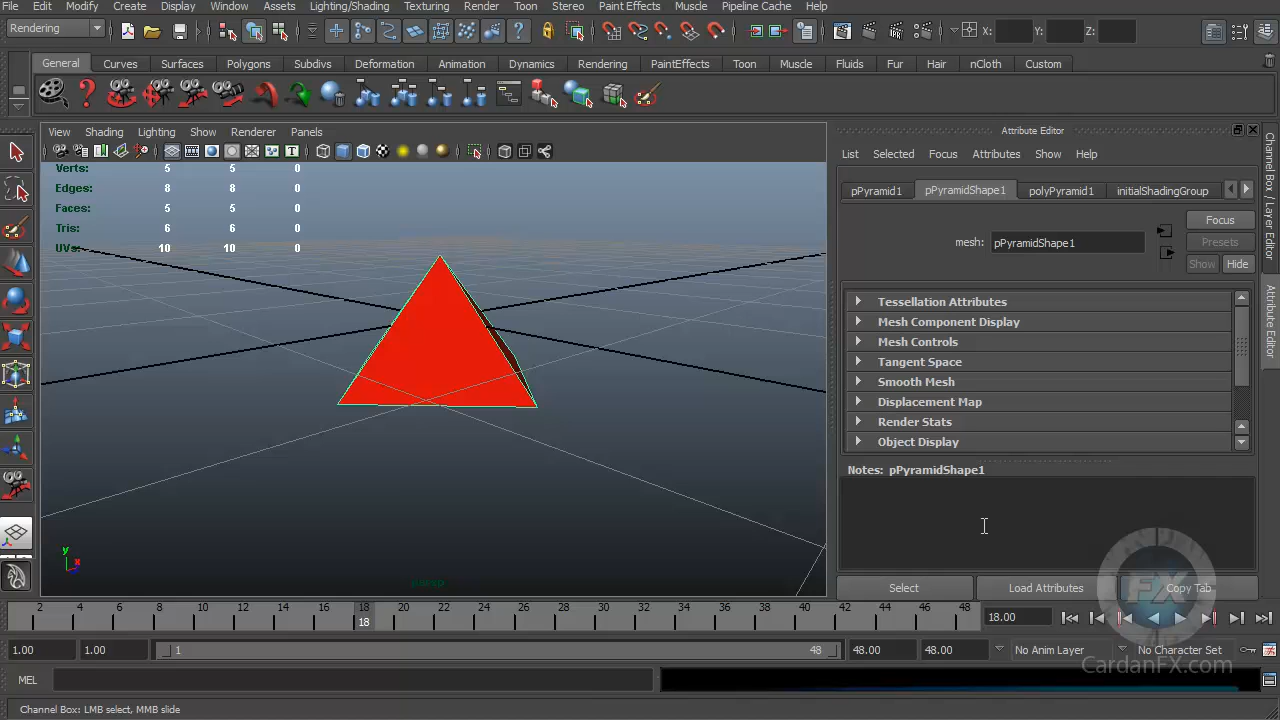 File Edit Modify Create Display Window Assets Lighting/Shading Texturing Render Toon Stereo Paint Effects Muscle Pipeline Cache Help
Rendering X: Y: Z:
General Curves Surfaces Polygons Subdivs Deformation Animation Dynamics Rendering PaintEffects Toon Muscle Fluids Fur Hair nCloth Custom
View Shading Lighting Show Renderer Panels
Attribute Editor
List Selected Focus Attributes Show Help
Verts: 5 5 0
Edges: 8 8 0
Faces: 5 5 0
Tris: 6 6 0
UVs: 10 10 0
pPyramid1 pPyramidShape1 polyPyramid1 initialShadingGroup
Focus
mesh: pPyramidShape1
Presets
Show Hide
Tessellation Attributes
Mesh Component Display
Mesh Controls
Tangent Space
Smooth Mesh
Displacement Map
Render Stats
Object Display
Notes: pPyramidShape1
Channel Box / Layer Editor
Attribute Editor
y
x
persp
Select Load Attributes Copy Tab
FX
2 4 6 8 10 12 14 16 18 20 22 24 26 28 30 32 34 36 38 40 42 44 46 48
18
18.00
1.00 1.00 1 48 48.00 48.00 No Anim Layer No Character Set
CardanFX.com
MEL
Channel Box: LMB select, MMB slide